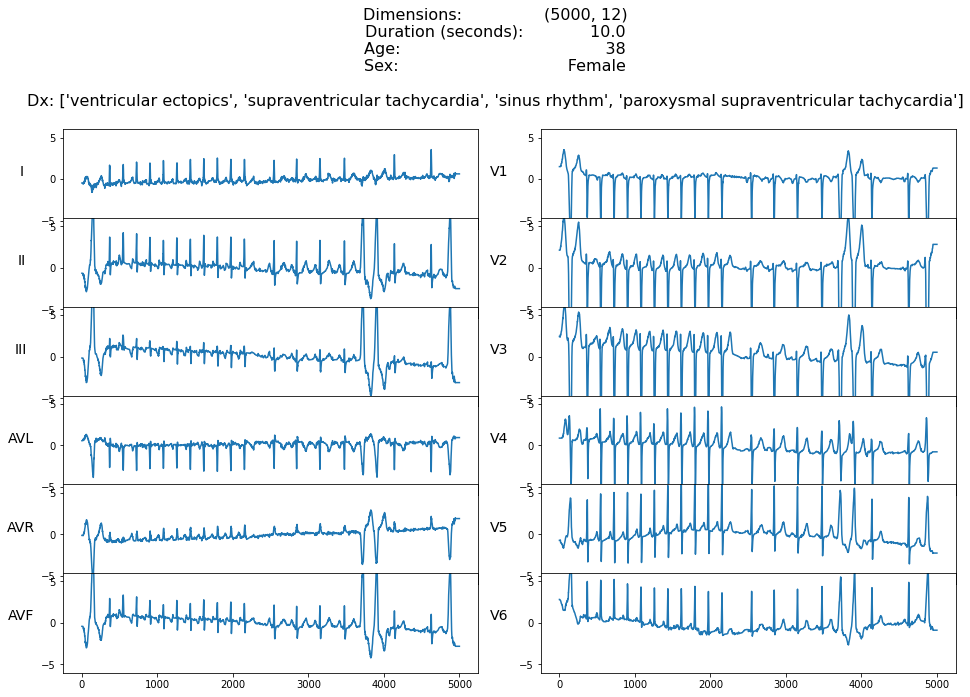 Dimensions: (5000, 12)
Duration (seconds): 10.0
Age: 38
Sex: Female
Dx: ['ventricular ectopics', 'supraventricular tachycardia', 'sinus rhythm', 'paroxysmal supraventricular tachycardia']
5
I 0
−5
5
II 0
−5
5
III 0
−5
5
AVL 0
−5
5
AVR 0
−5
5
AVF 0
−5
0 1000 2000 3000 4000 5000
5
V1 0
−5
5
V2 0
−5
5
V3 0
−5
5
V4 0
−5
5
V5 0
−5
5
V6 0
−5
0 1000 2000 3000 4000 5000